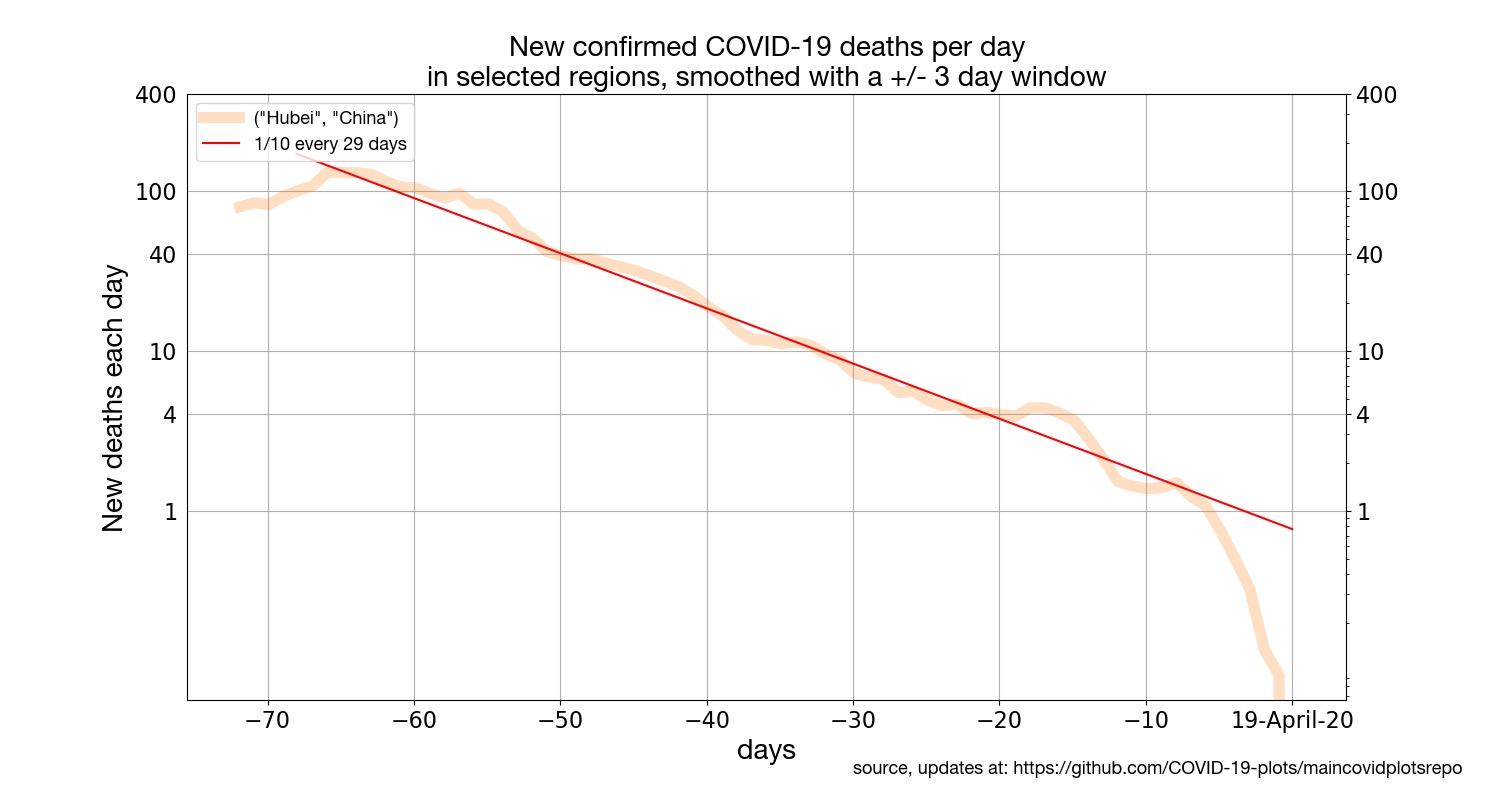 New confirmed COVID-19 deaths per day
in selected regions, smoothed with a +/- 3 day window
("Hubei", "China")
1/10 every 29 days
400
100
40
10
4
1
400
100
40
10
4
1
New deaths each day
−70
−60
−50
−40
−30
−20
−10
19-April-20
days
source, updates at: https://github.com/COVID-19-plots/maincovidplotsrepo